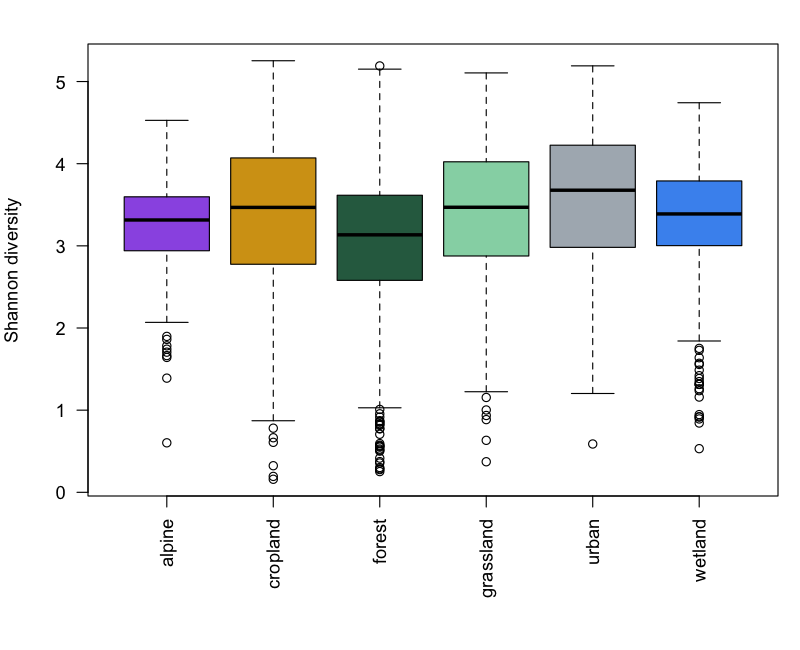 Shannon diversity
5
4
3
2
1
0
alpine
cropland
forest
grassland
urban
wetland